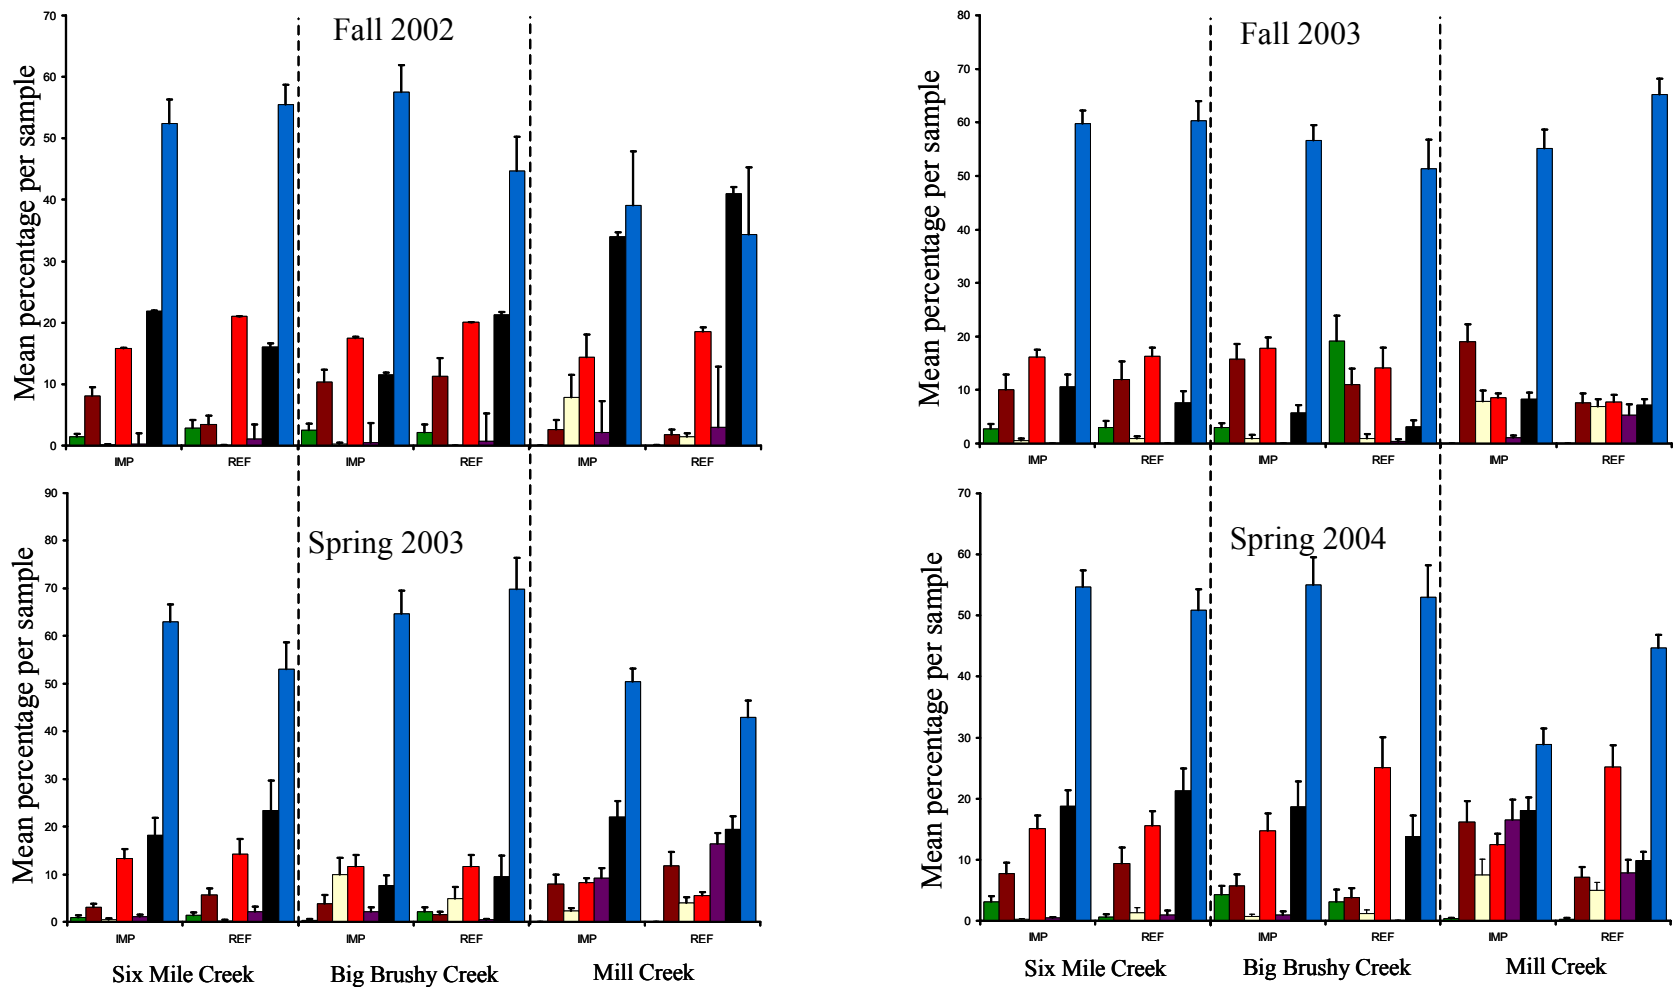 Fall 2002
Mean percentage per sample
70
60
50
40
30
20
10
0
IMP REF IMP REF IMP REF
Fall 2003
Mean percentage per sample
80
70
60
50
40
30
20
10
0
IMP REF IMP REF IMP REF
Spring 2003
Mean percentage per sample
90
80
70
60
50
40
30
20
10
0
IMP REF IMP REF IMP REF
Six Mile Creek Big Brushy Creek Mill Creek
Spring 2004
Mean percentage per sample
70
60
50
40
30
20
10
0
IMP REF IMP REF IMP REF
Six Mile Creek Big Brushy Creek Mill Creek